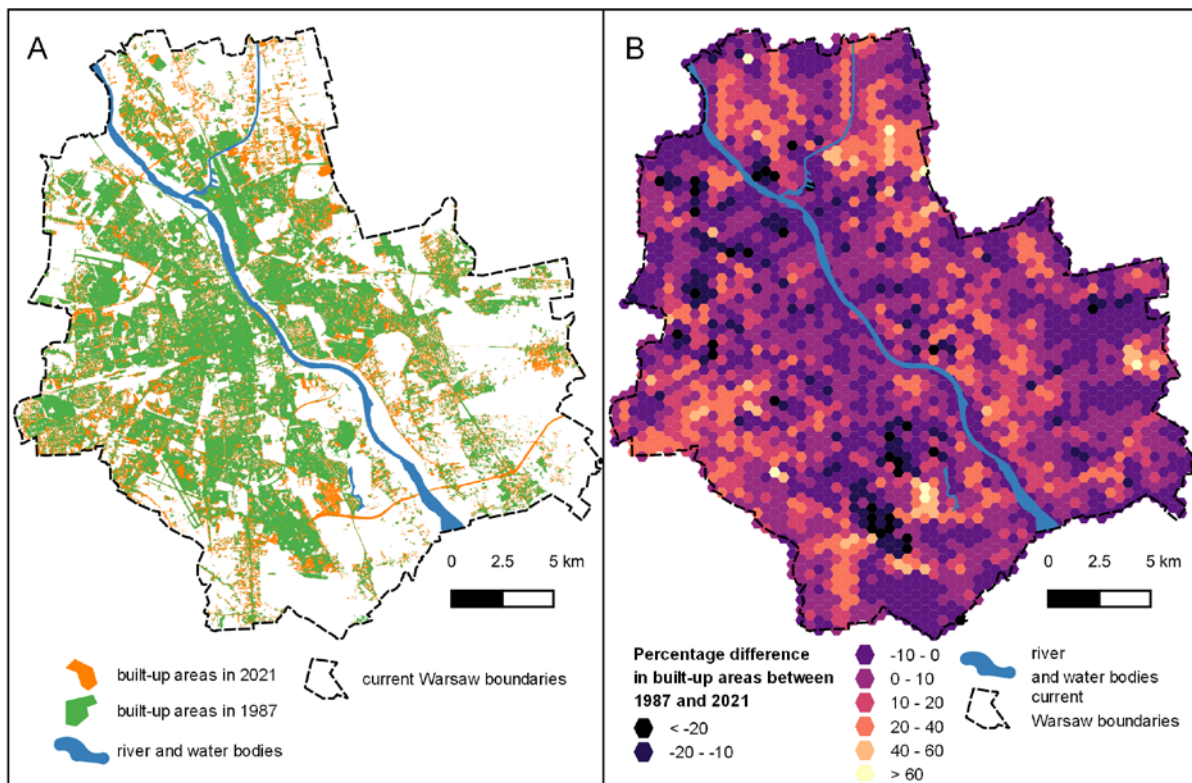 A
0 2.5 5 km
built-up areas in 2021
built-up areas in 1987
river and water bodies
current Warsaw boundaries
B
0 2.5 5 km
Percentage difference
in built-up areas between
1987 and 2021
< -20
-20 - -10
-10 - 0
0 - 10
10 - 20
20 - 40
40 - 60
> 60
river
and water bodies
current
Warsaw boundaries